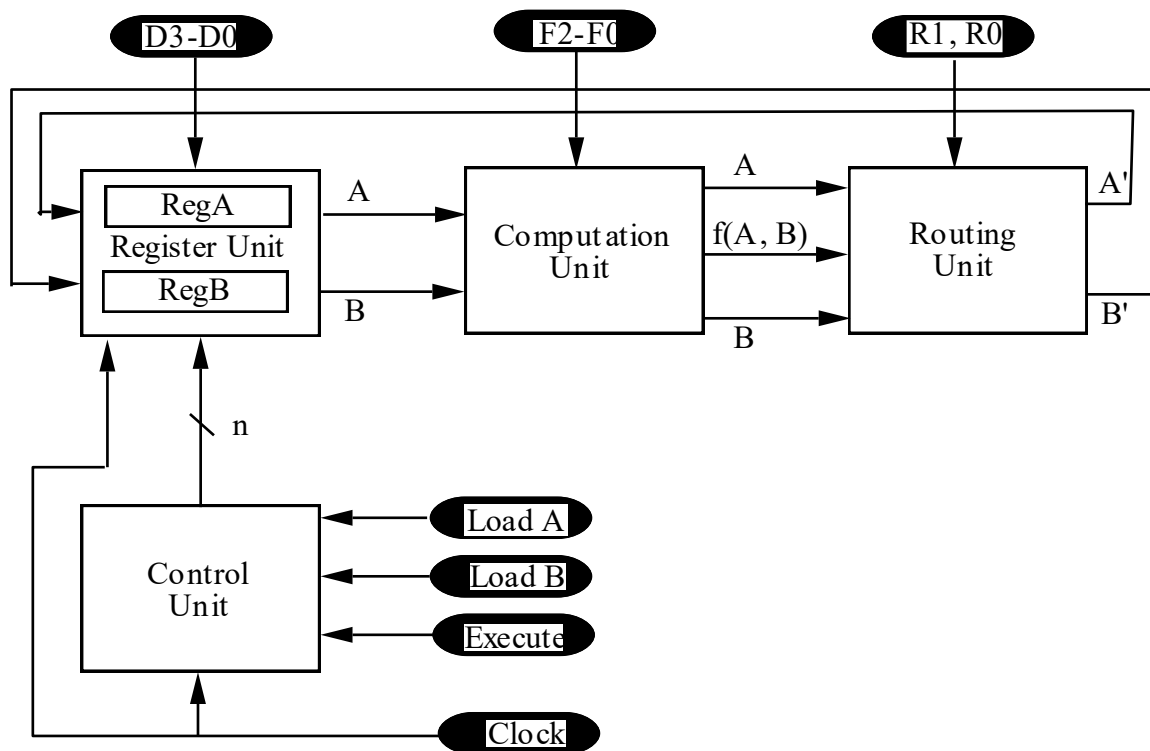 D3-D0
F2-F0
R1, R0
RegA
Register Unit
RegB
A
B
Computation
Unit
A
f(A, B)
B
Routing
Unit
A'
B'
n
Control
Unit
Load A
Load B
Execute
Clock